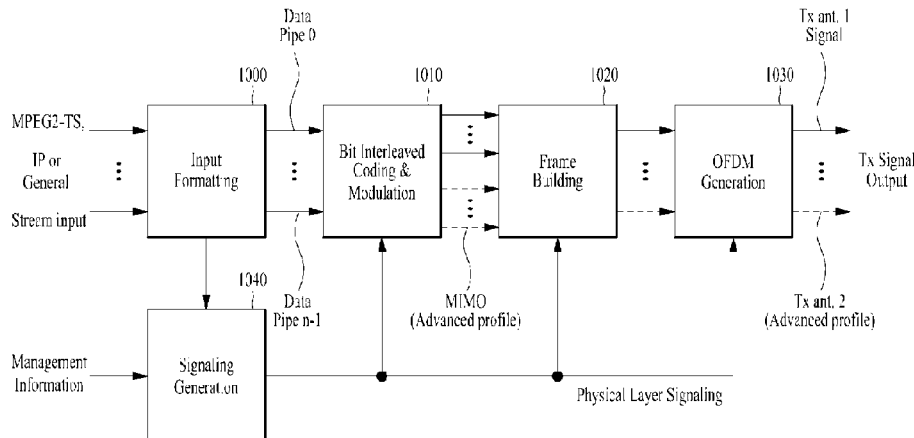 Data
Pipe 0
Tx ant. 1
Signal
1000
1010
1020
1030
MPEG2-TS,
IP or
General
Stream input
Input
Formatting
Bit Interleaved
Coding &
Modulation
Frame
Building
OFDM
Generation
Tx Signal
Output
1040
Data
Pipe n-1
MIMO
(Advanced profile)
Tx ant. 2
(Advanced profile)
Management
Information
Signaling
Generation
Physical Layer Signaling